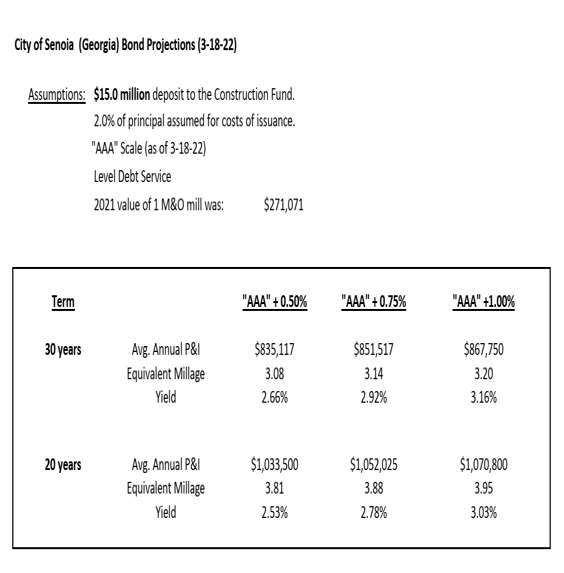 City of Senoia (Georgia) Bond Projections (3-18-22)
Assumptions: $15.0 million deposit to the Construction Fund.
2.0% of principal assumed for costs of issuance.
"AAA" Scale (as of 3-18-22)
Level Debt Service
2021 value of 1 M&O mill was: $271,071
Term "AAA" + 0.50% "AAA" + 0.75% "AAA" +1.00%
30 years Avg. Annual P&I $835,117 $851,517 $867,750
Equivalent Millage 3.08 3.14 3.20
Yield 2.66% 2.92% 3.16%
20 years Avg. Annual P&I $1,033,500 $1,052,025 $1,070,800
Equivalent Millage 3.81 3.88 3.95
Yield 2.53% 2.78% 3.03%